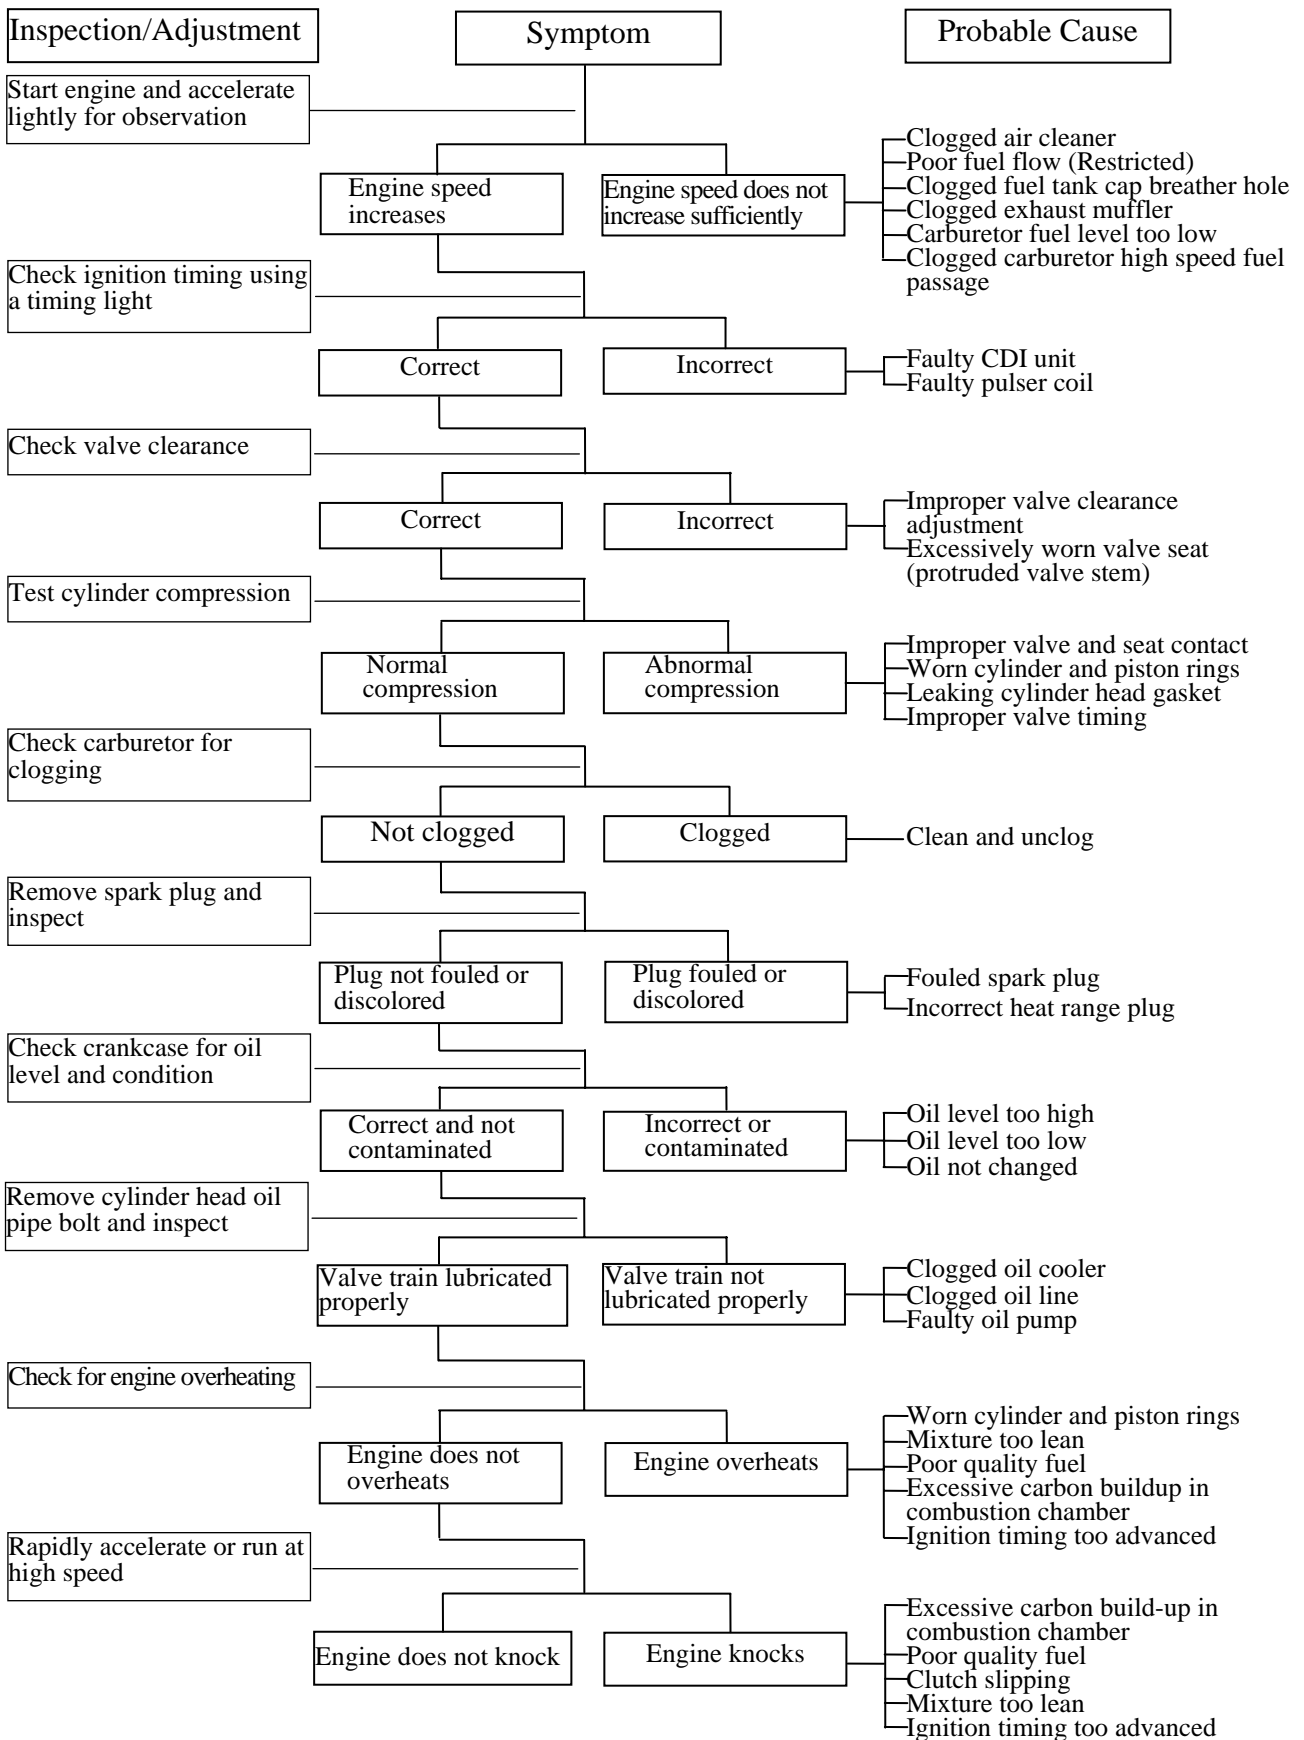 Inspection/Adjustment
Symptom
Probable Cause
Start engine and accelerate
lightly for observation
Engine speed
increases
Engine speed does not
increase sufficiently
Clogged air cleaner
Poor fuel flow (Restricted)
Clogged fuel tank cap breather hole
Clogged exhaust muffler
Carburetor fuel level too low
Clogged carburetor high speed fuel
passage
Check ignition timing using
a timing light
Correct
Incorrect
Faulty CDI unit
Faulty pulser coil
Check valve clearance
Correct
Incorrect
Improper valve clearance
adjustment
Excessively worn valve seat
(protruded valve stem)
Test cylinder compression
Normal
compression
Abnormal
compression
Improper valve and seat contact
Worn cylinder and piston rings
Leaking cylinder head gasket
Improper valve timing
Check carburetor for
clogging
Not clogged
Clogged
Clean and unclog
Remove spark plug and
inspect
Plug not fouled or
discolored
Plug fouled or
discolored
Fouled spark plug
Incorrect heat range plug
Check crankcase for oil
level and condition
Correct and not
contaminated
Incorrect or
contaminated
Oil level too high
Oil level too low
Oil not changed
Remove cylinder head oil
pipe bolt and inspect
Valve train lubricated
properly
Valve train not
lubricated properly
Clogged oil cooler
Clogged oil line
Faulty oil pump
Check for engine overheating
Engine does not
overheats
Engine overheats
Worn cylinder and piston rings
Mixture too lean
Poor quality fuel
Excessive carbon buildup in
combustion chamber
Ignition timing too advanced
Rapidly accelerate or run at
high speed
Engine does not knock
Engine knocks
Excessive carbon build-up in
combustion chamber
Poor quality fuel
Clutch slipping
Mixture too lean
Ignition timing too advanced